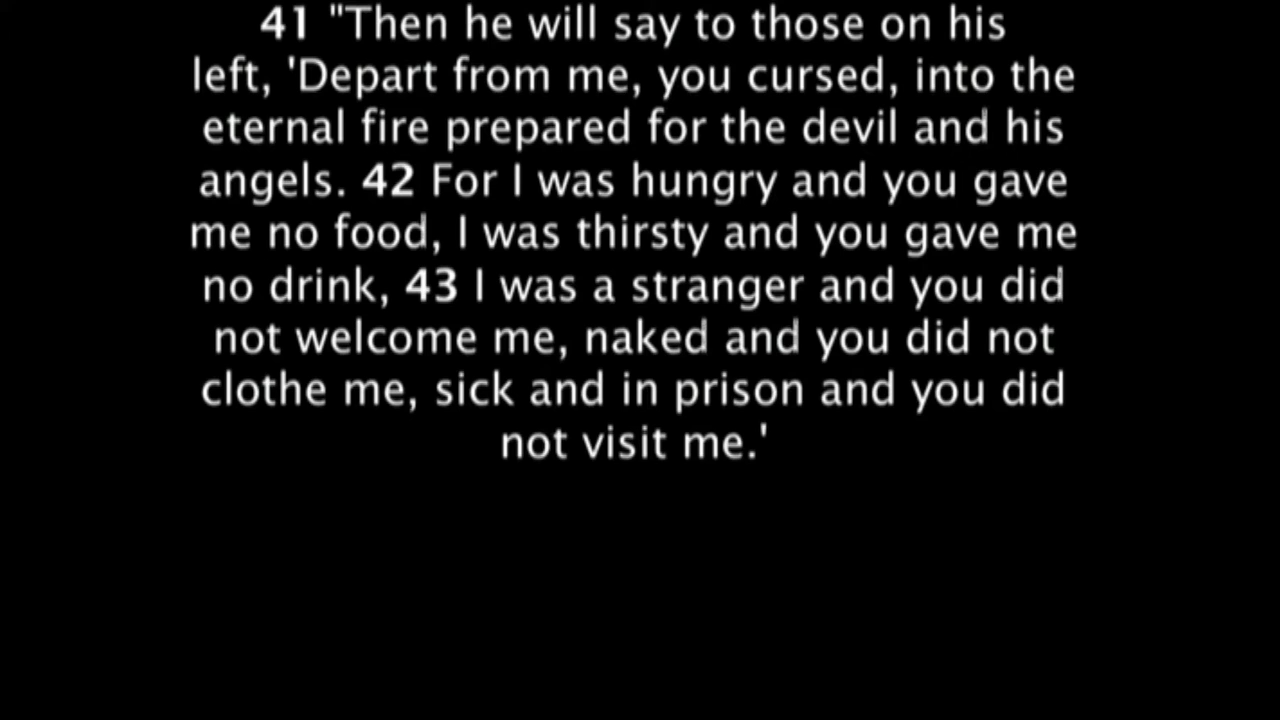 41 "Then he will say to those on his
left, 'Depart from me, you cursed, into the
eternal fire prepared for the devil and his
angels. 42 For I was hungry and you gave
me no food, I was thirsty and you gave me
no drink, 43 I was a stranger and you did
not welcome me, naked and you did not
clothe me, sick and in prison and you did
not visit me.'